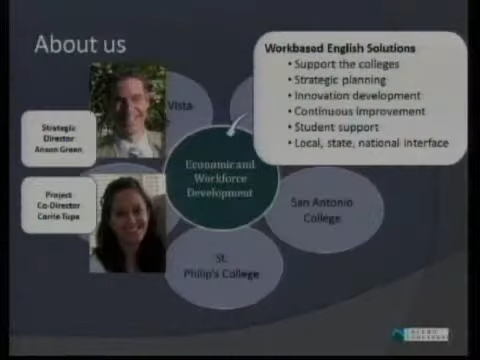 About us
Workbased English Solutions
• Support the colleges
• Strategic planning
• Innovation development
• Continuous improvement
• Student support
• Local, state, national interface
Vista
Strategic
Director
Anson Green
Economic and
Workforce
Development
Project
Co-Director
Carrie Tupa
San Antonio
College
St.
Philip's College
ALAMO
COLLEGES